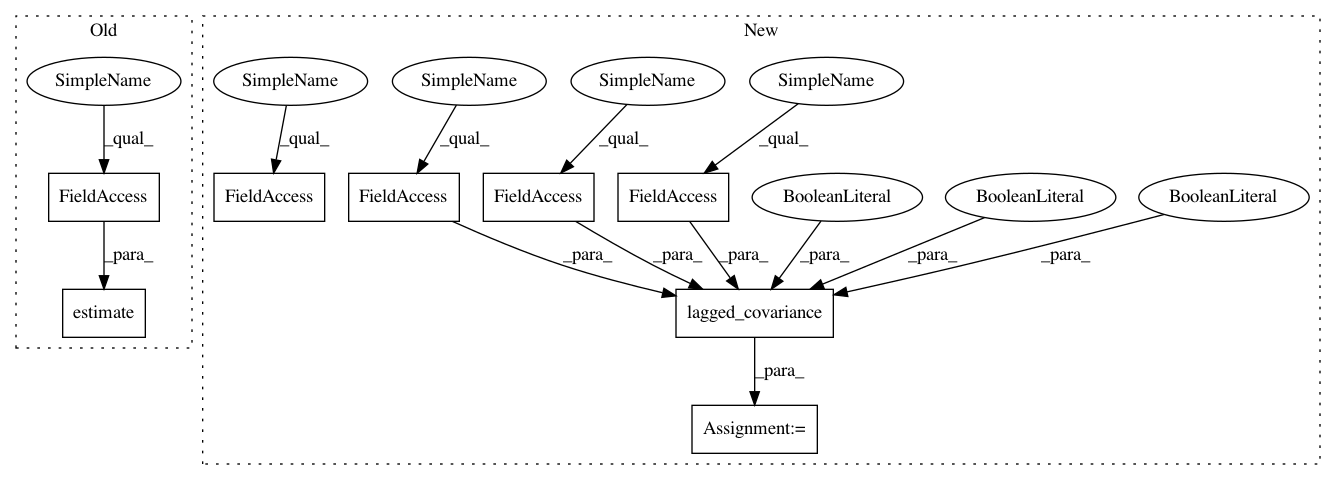 Old
New
SimpleName
SimpleName
SimpleName
SimpleName
SimpleName
_qual_
_qual_
_qual_
_qual_
_qual_
FieldAccess
FieldAccess
FieldAccess
FieldAccess
FieldAccess
BooleanLiteral
BooleanLiteral
BooleanLiteral
_para_
_para_
_para_
_para_
_para_
_para_
_para_
estimate
lagged_covariance
_para_
Assignment:=